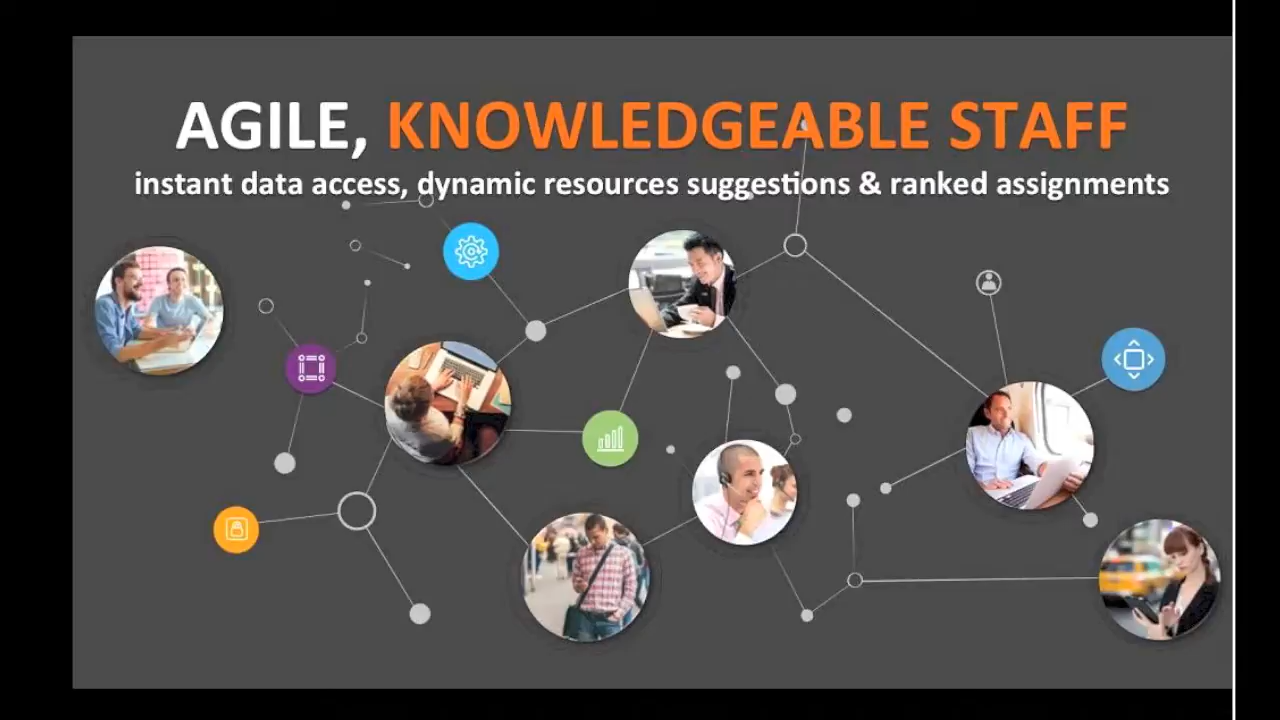 AGILE, KNOWLEDGEABLE STAFF
instant data access, dynamic resources suggestions & ranked assignments